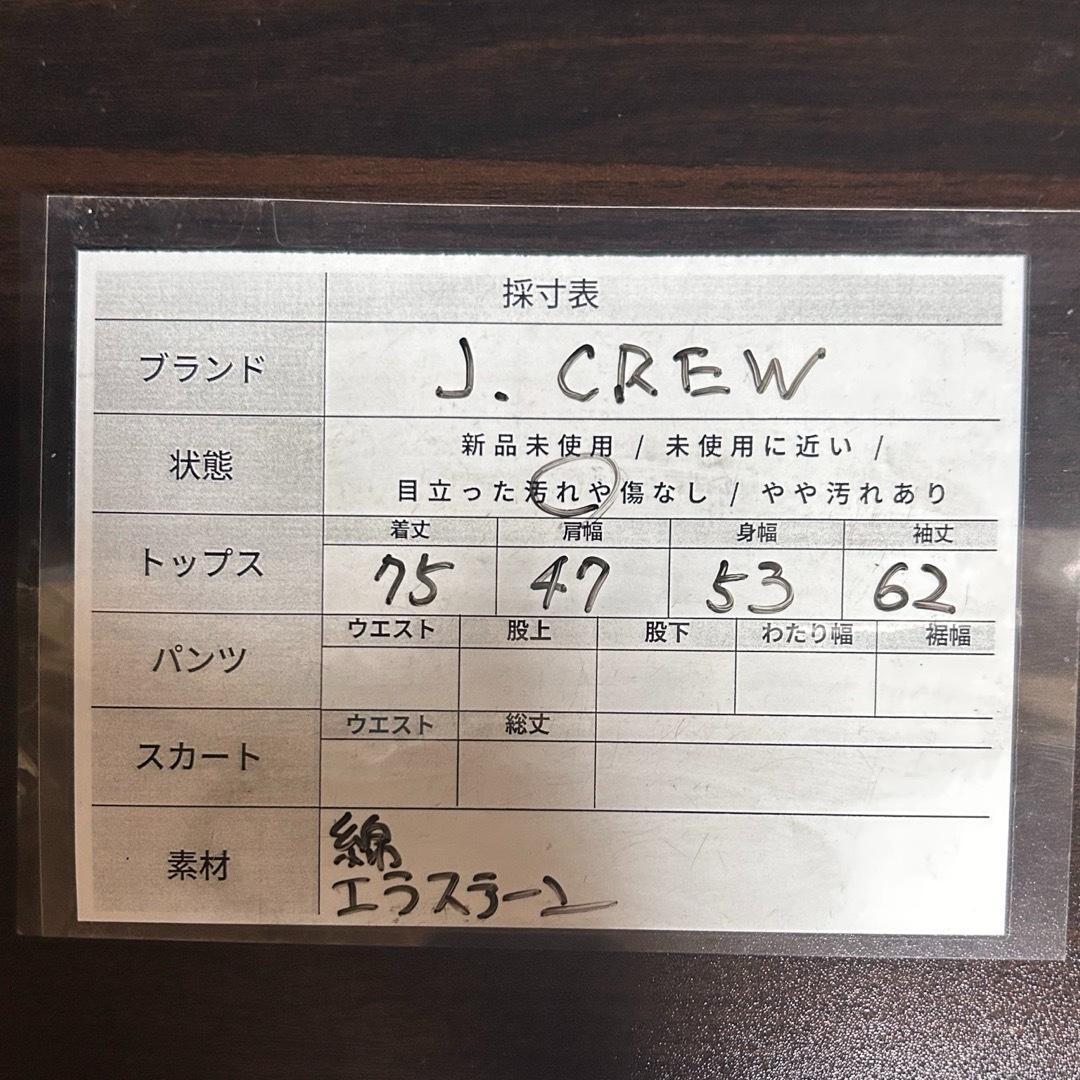 採寸表
ブランド J. CREW
状態 新品未使用 / 未使用に近い /
目立った汚れや傷なし / やや汚れあり
トップス 着丈 肩幅 身幅 袖丈
75 47 53 62
パンツ ウエスト 股上 股下 わたり幅 裾幅
スカート ウエスト 総丈
素材 綿
エラステーン